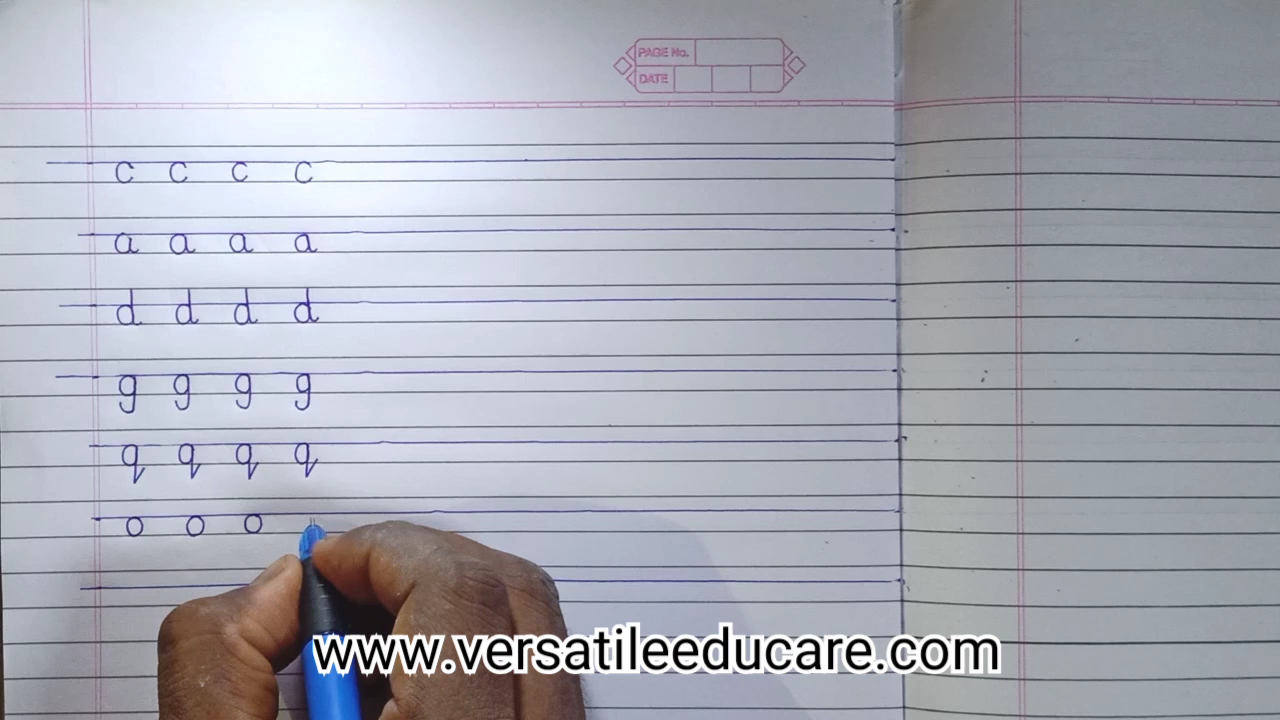 PAGE No.
DATE
c c c c
a a a a
d d d d
g g g g
q q q q
o o o
www.versatileeducare.com